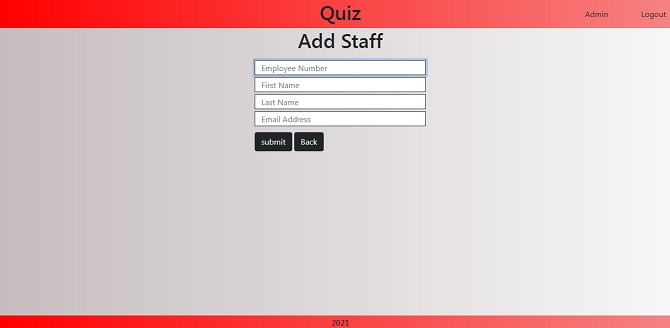 Quiz
Admin Logout
Add Staff
Employee Number
First Name
Last Name
Email Address
submit Back
2021